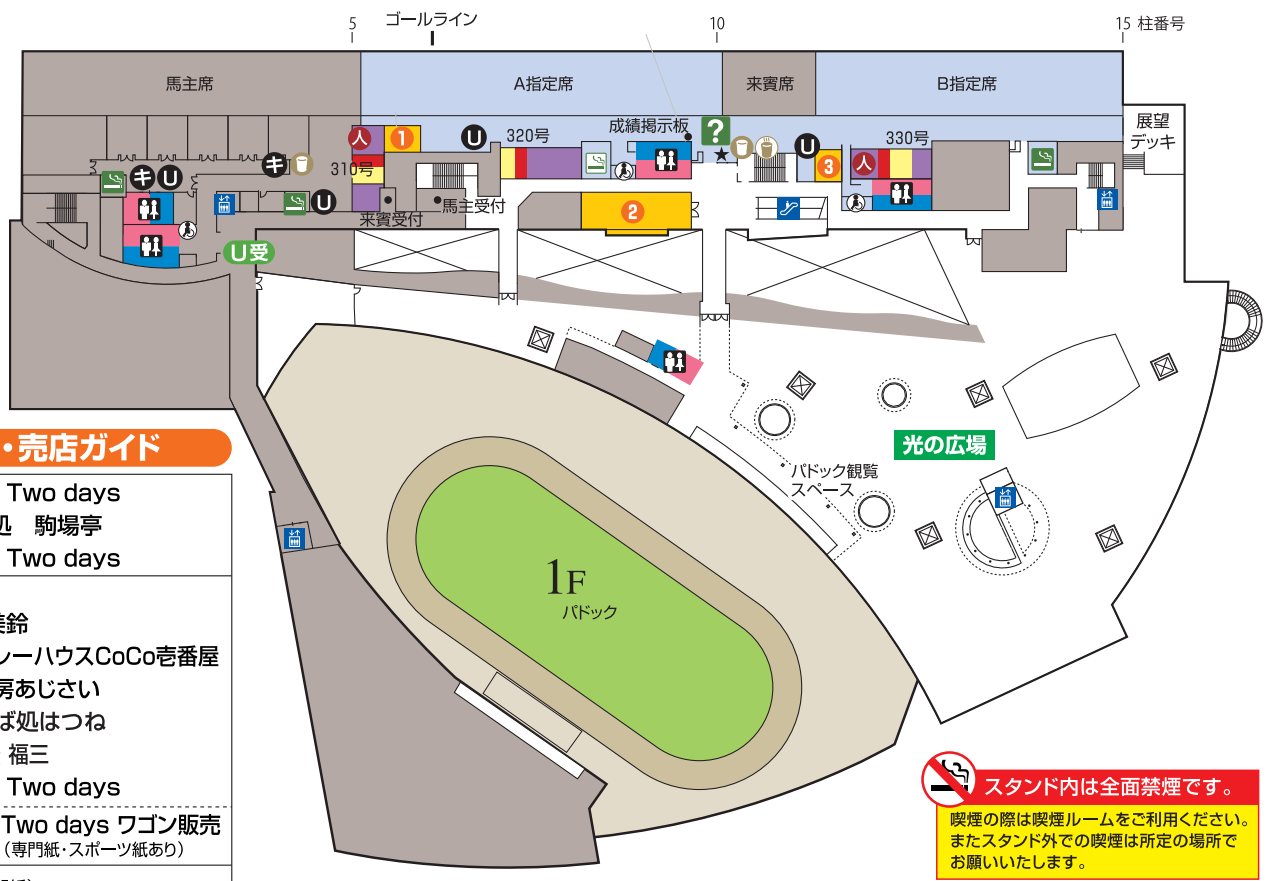 5
ゴールライン
10
15 柱番号
馬主席
A指定席
来賓席
B指定席
展望
デッキ
人
1
U
320号
成績掲示板
?
U
330号
人
3
310号
キ
キ
U
U
2
馬主受付
来賓受付
U受
光の広場
パドック観覧
スペース
1F
パドック
・売店ガイド
Two days
処 駒場亭
Two days
美鈴
レーハウスCoCo壱番屋
房あじさい
ば処はつね
福三
Two days
Two days ワゴン販売
(専門紙・スポーツ紙あり)
スタンド内は全面禁煙です。
喫煙の際は喫煙ルームをご利用ください。
またスタンド外での喫煙は所定の場所で
お願いいたします。